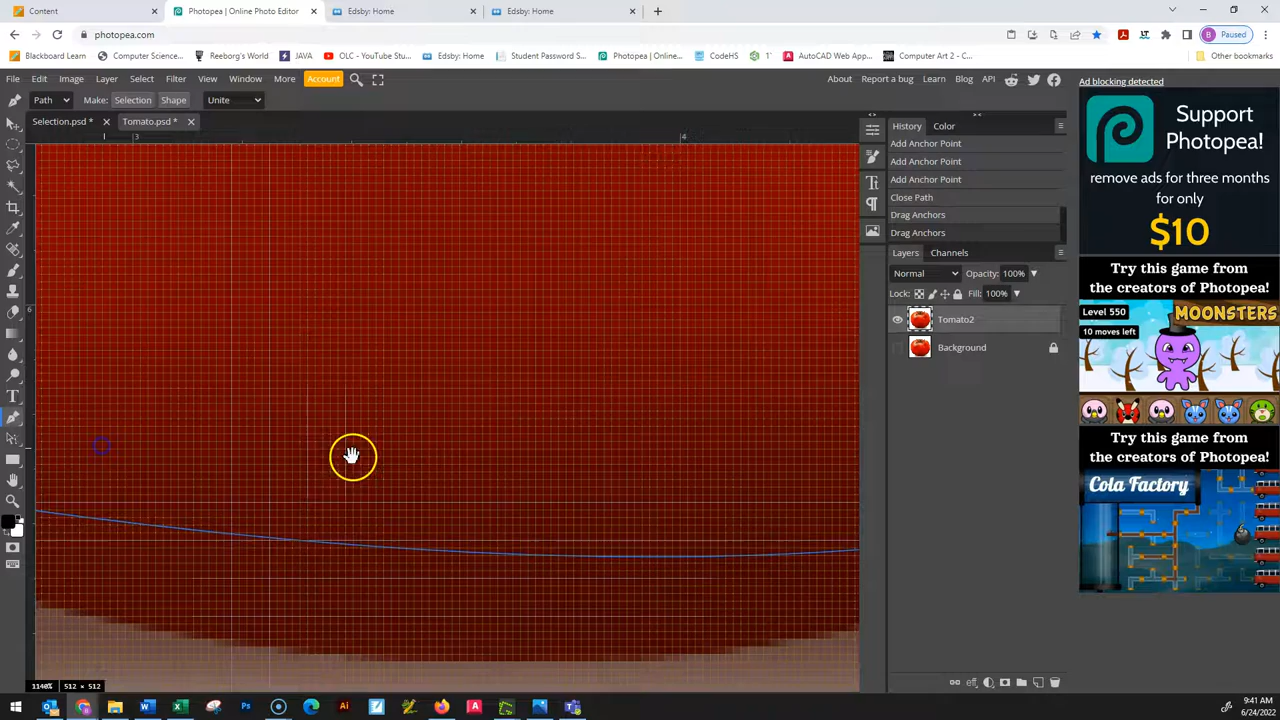 Content
Photopea | Online Photo Editor
Edsby: Home
Edsby: Home
photopea.com
Paused
Blackboard Learn
Computer Science...
Reeborg's World
JAVA
OLC - YouTube Stu...
Edsby: Home
Student Password S...
Photopea | Online...
CodeHS
AutoCAD Web App...
Computer Art 2 - C...
Other bookmarks
File Edit Image Layer Select Filter View Window More Account
About Report a bug Learn Blog API
Ad blocking detected
Path Make: Selection Shape Unite
Selection.psd *
Tomato.psd *
3 4
6
History Color
Add Anchor Point
Add Anchor Point
Add Anchor Point
Close Path
Drag Anchors
Drag Anchors
Layers Channels
Normal Opacity: 100%
Lock: Fill: 100%
Tomato2
Background
Support
Photopea!
remove ads for three months
for only
$10
Try this game from
the creators of Photopea!
Level 550
MOONSTERS
10 moves left
Try this game from
the creators of Photopea!
Cola Factory
1140% 512 × 512
9:41 AM
6/24/2022